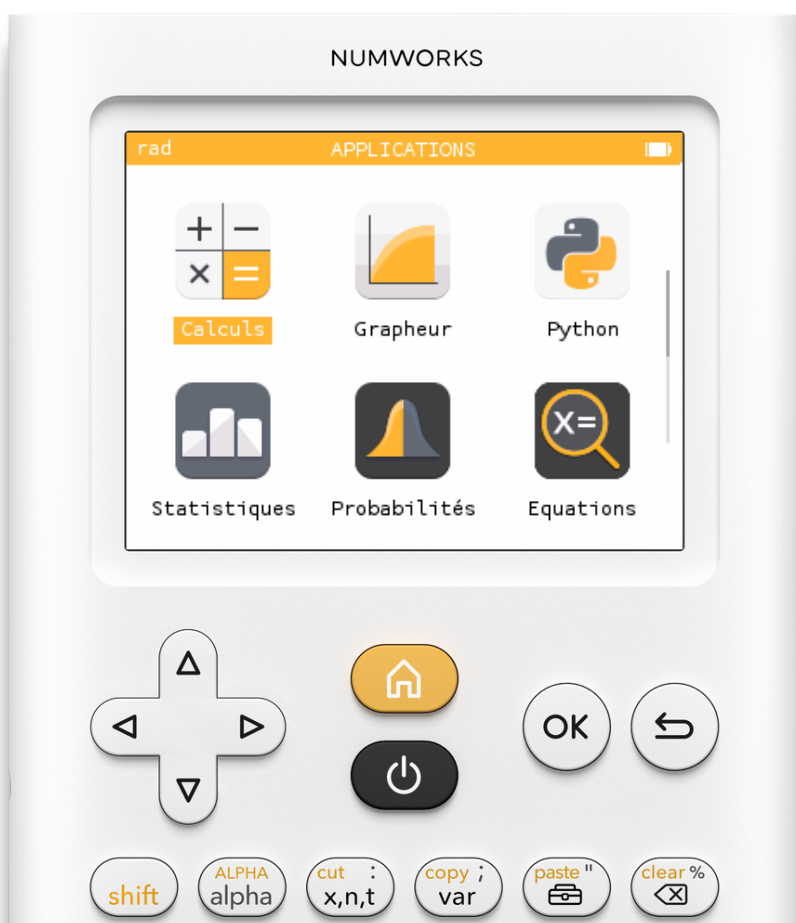 NUMWORKS
rad APPLICATIONS
+ −
× =
Calculs Grapheur Python
X=
Statistiques Probabilités Equations
OK
ALPHA cut : copy ; paste " clear %
shift alpha x,n,t var